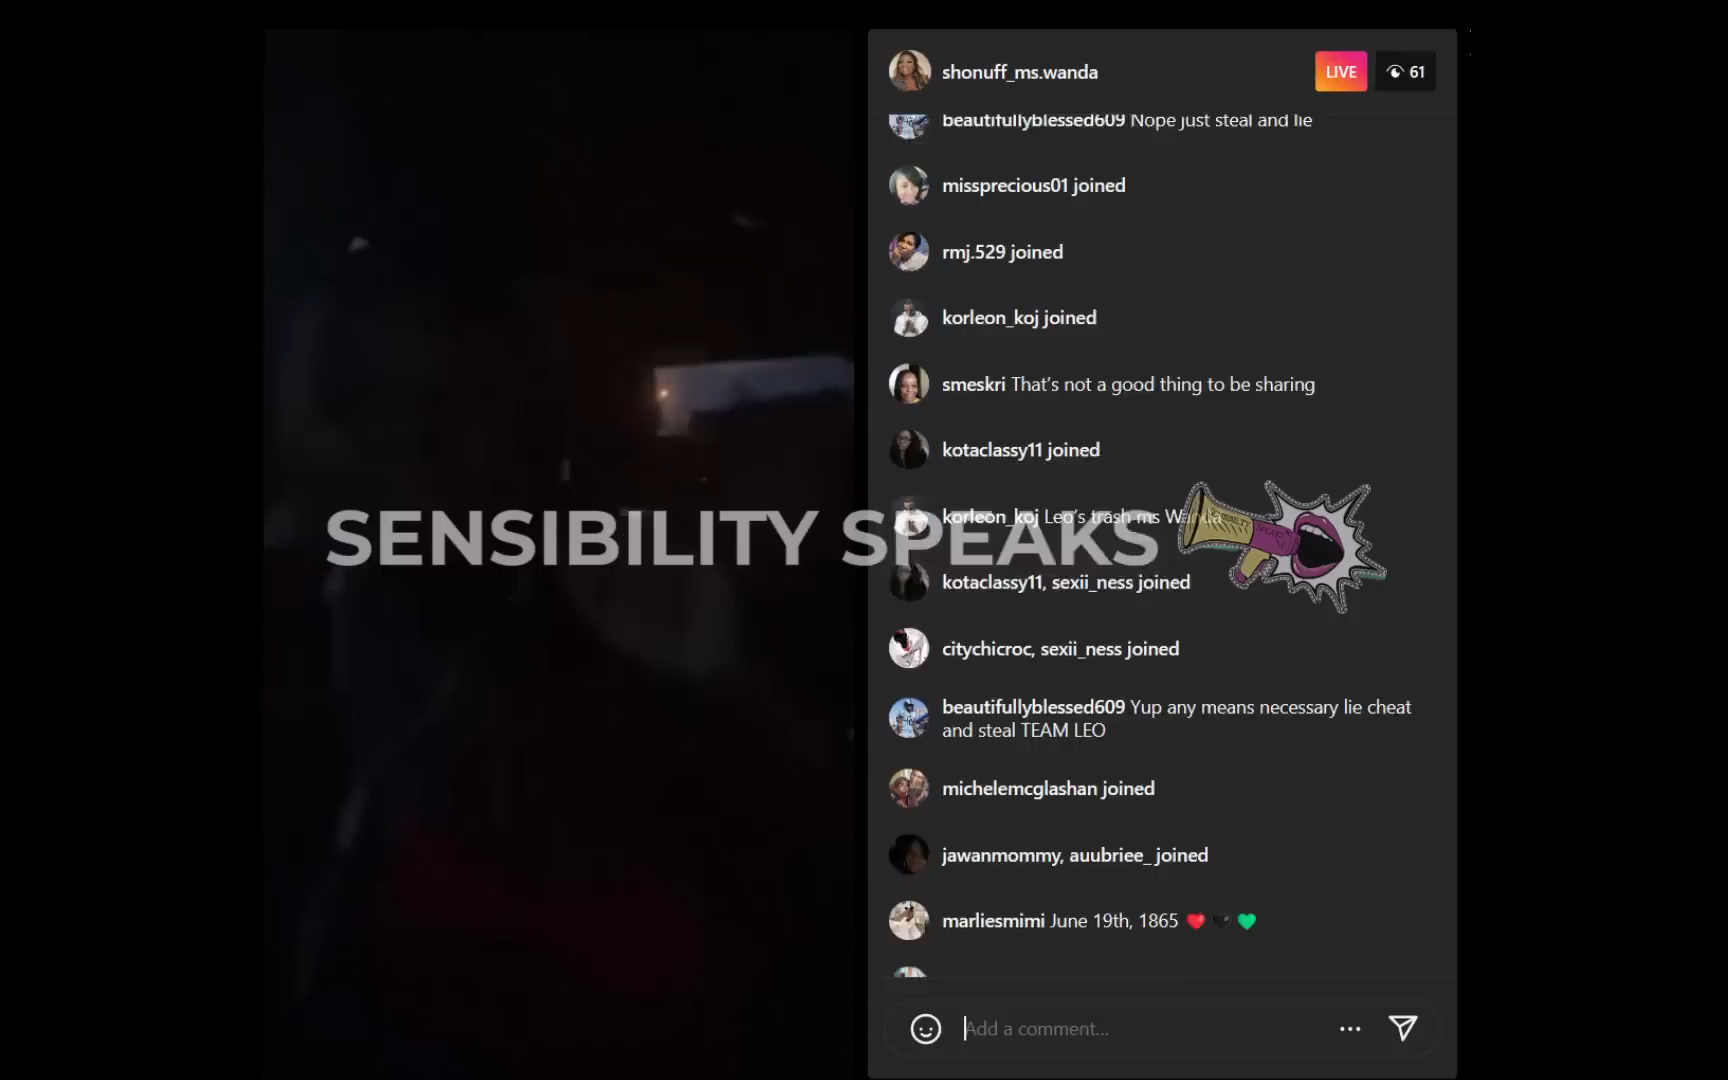 shonuff_ms.wanda
LIVE
61
beautifullyblessed609 Nope just steal and lie
missprecious01 joined
rmj.529 joined
korleon_koj joined
smeskri That's not a good thing to be sharing
kotaclassy11 joined
korleon_koj Leo's trash ms Wanda
SENSIBILITY SPEAKS
kotaclassy11, sexii_ness joined
citychicroc, sexii_ness joined
beautifullyblessed609 Yup any means necessary lie cheat
and steal TEAM LEO
michelemcglashan joined
jawanmommy, auubriee_ joined
marliesmimi June 19th, 1865 ❤️🖤💚
Add a comment...